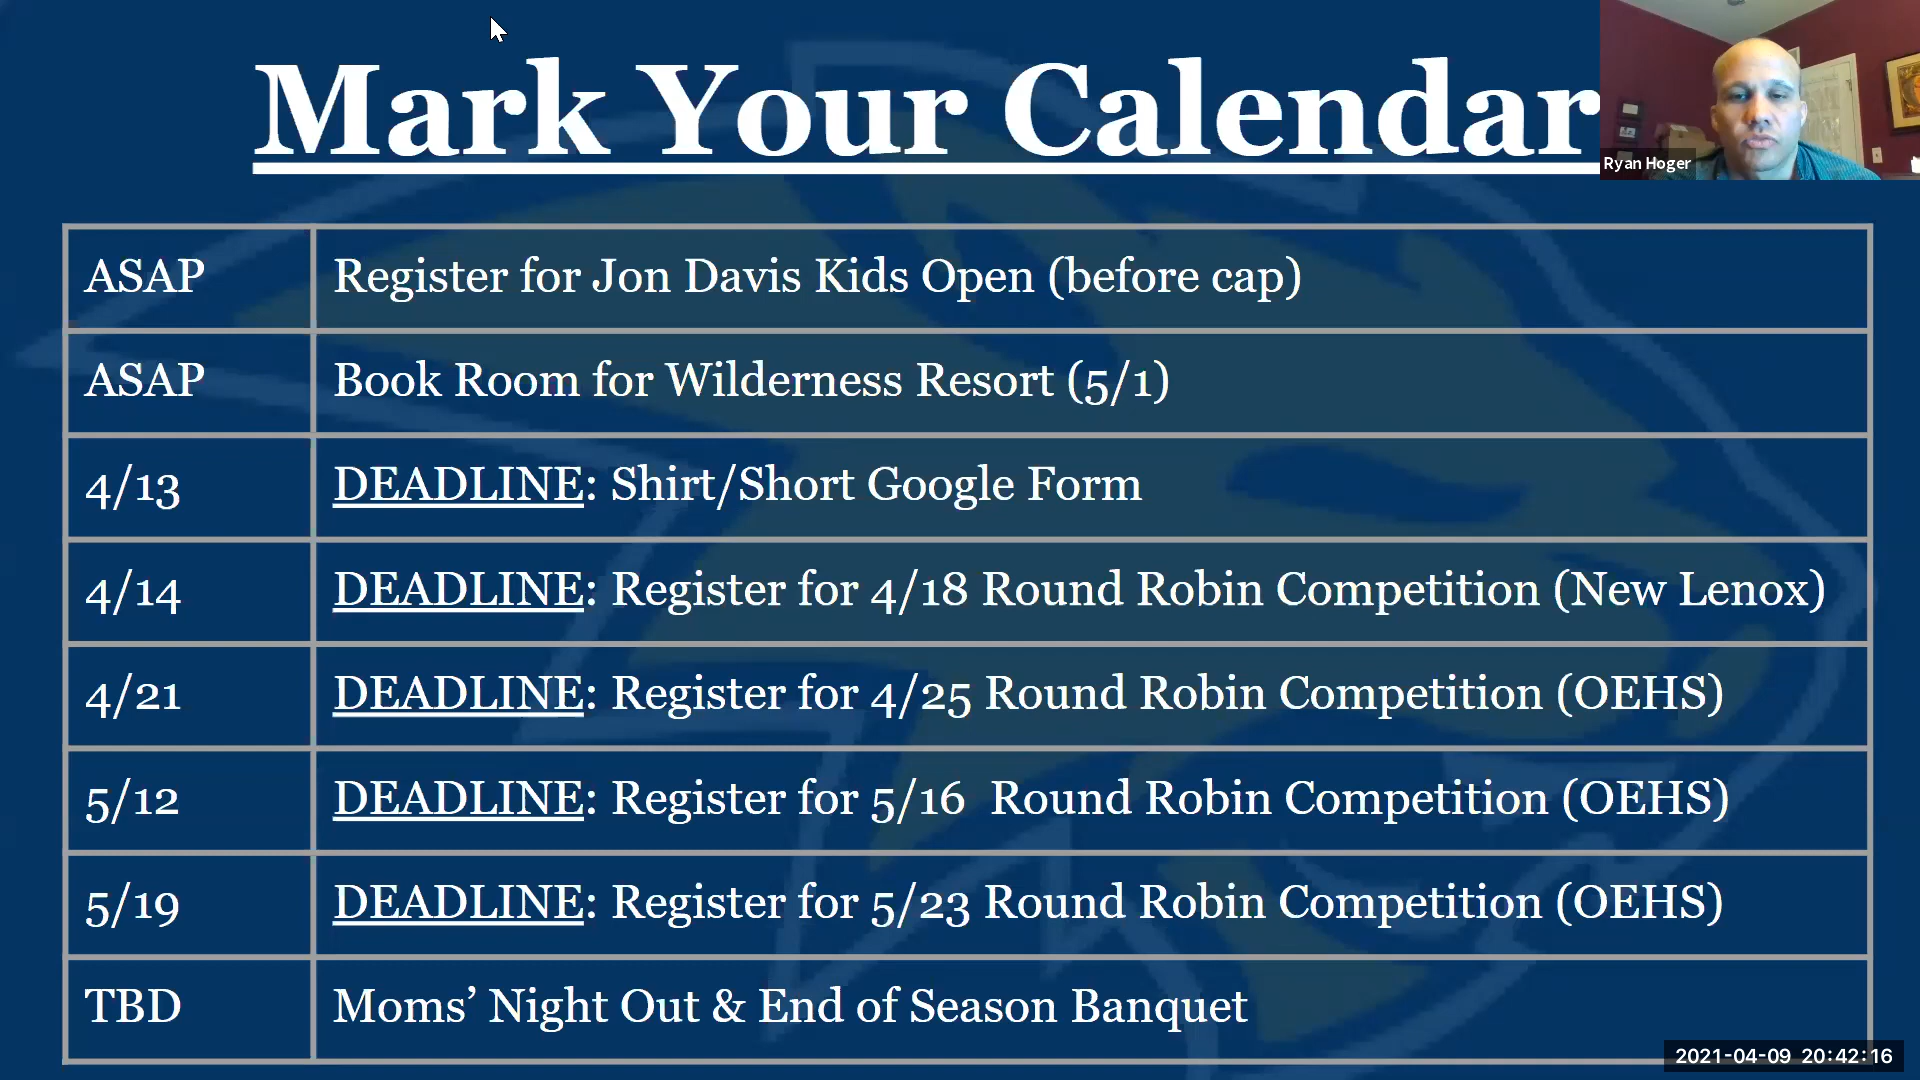 Mark Your Calendar
Ryan Hoger
ASAP Register for Jon Davis Kids Open (before cap)
ASAP Book Room for Wilderness Resort (5/1)
4/13 DEADLINE: Shirt/Short Google Form
4/14 DEADLINE: Register for 4/18 Round Robin Competition (New Lenox)
4/21 DEADLINE: Register for 4/25 Round Robin Competition (OEHS)
5/12 DEADLINE: Register for 5/16  Round Robin Competition (OEHS)
5/19 DEADLINE: Register for 5/23 Round Robin Competition (OEHS)
TBD Moms’ Night Out & End of Season Banquet
2021-04-09 20:42:16